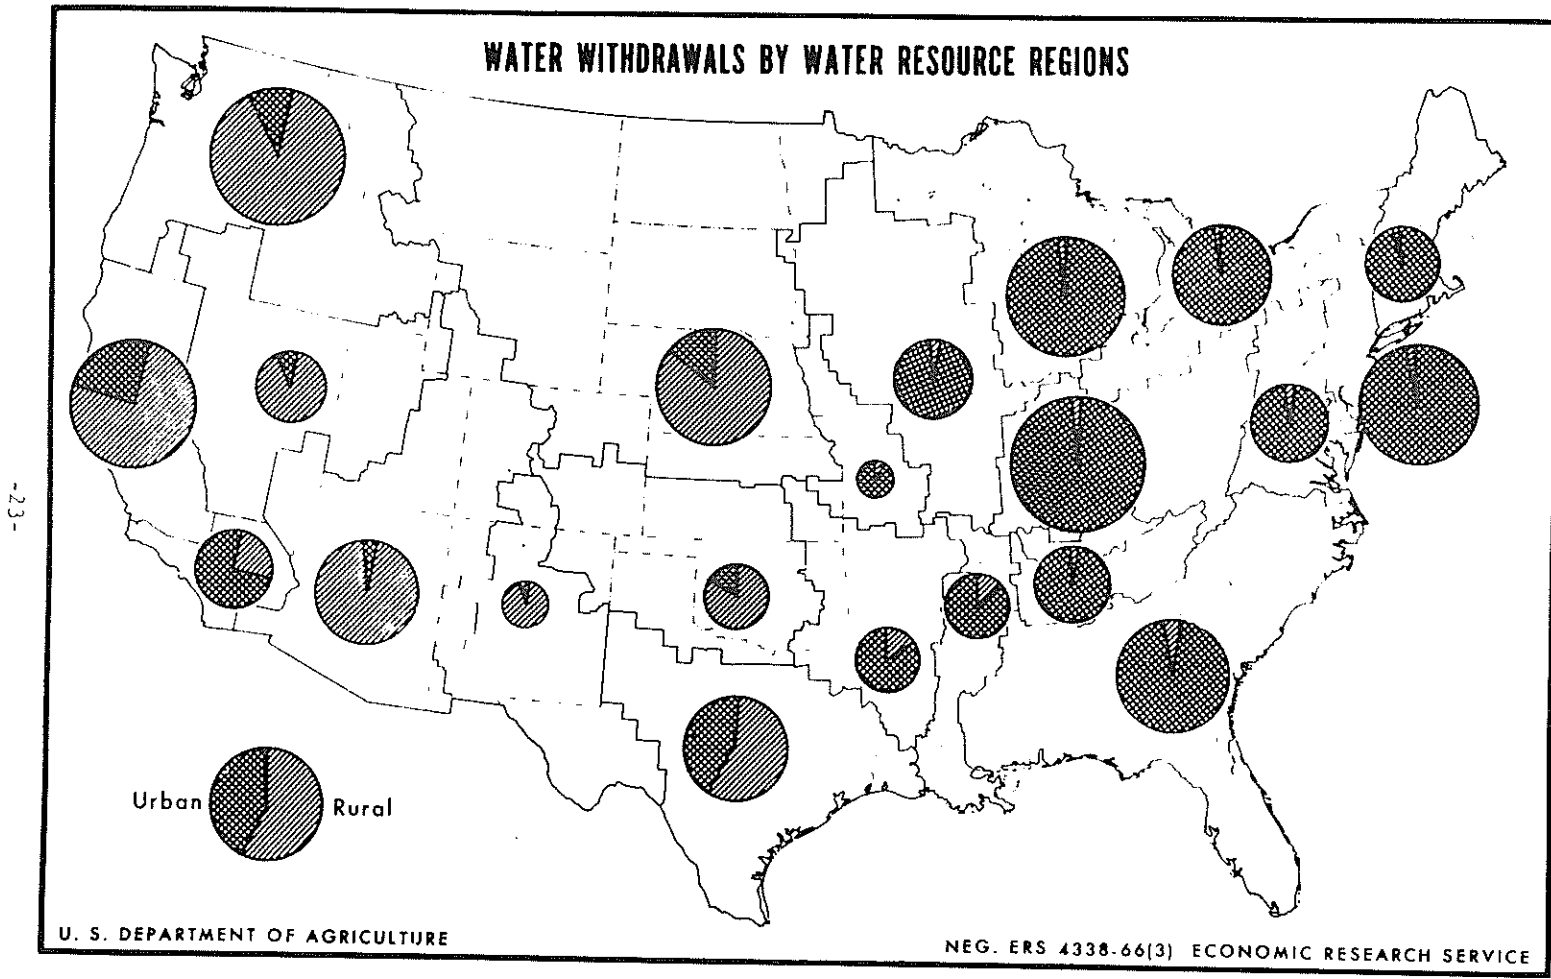 WATER WITHDRAWALS BY WATER RESOURCE REGIONS
-23-
Urban
Rural
U. S. DEPARTMENT OF AGRICULTURE
NEG. ERS 4338-66(3) ECONOMIC RESEARCH SERVICE